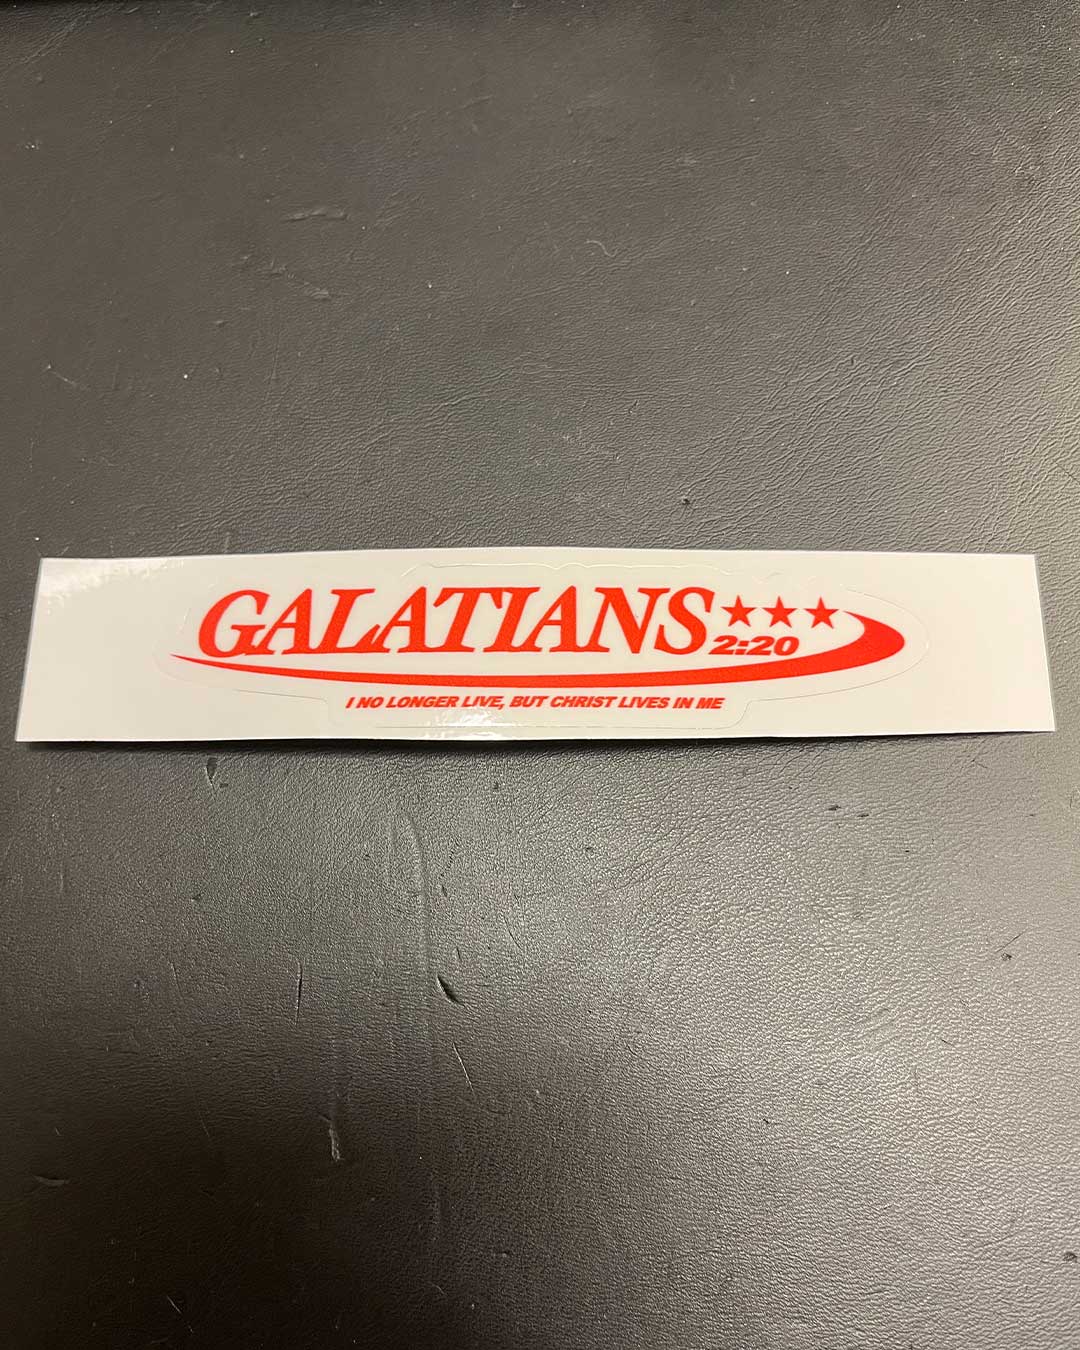 GALATIANS
2:20
I NO LONGER LIVE, BUT CHRIST LIVES IN ME